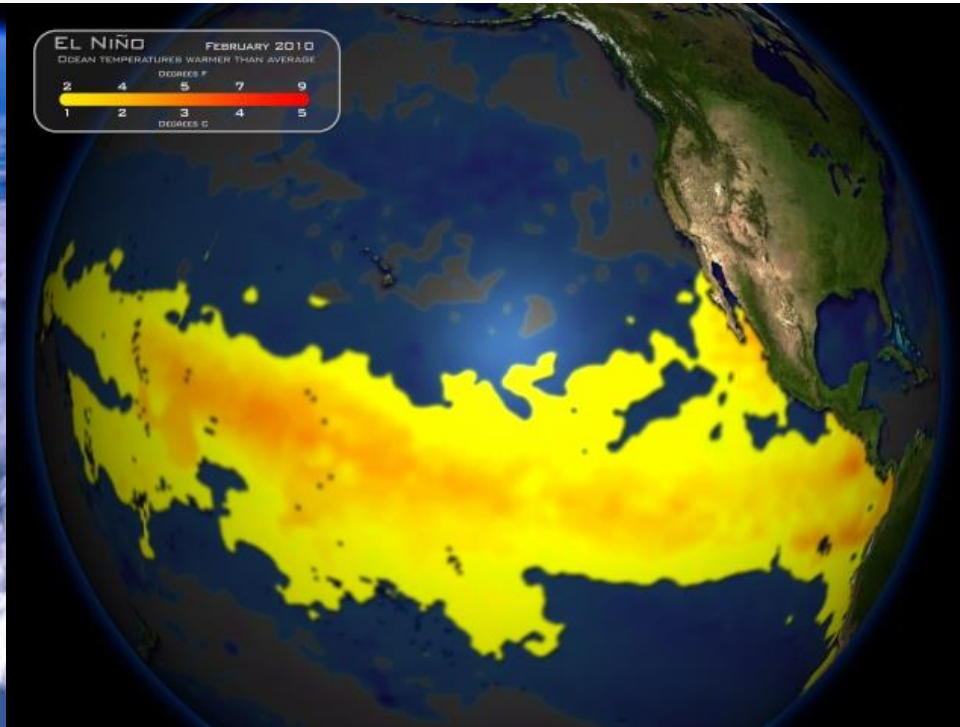 EL NIÑO FEBRUARY 2010
OCEAN TEMPERATURES WARMER THAN AVERAGE
DEGREES F
2 4 5 7 9
1 2 3 4 5
DEGREES C